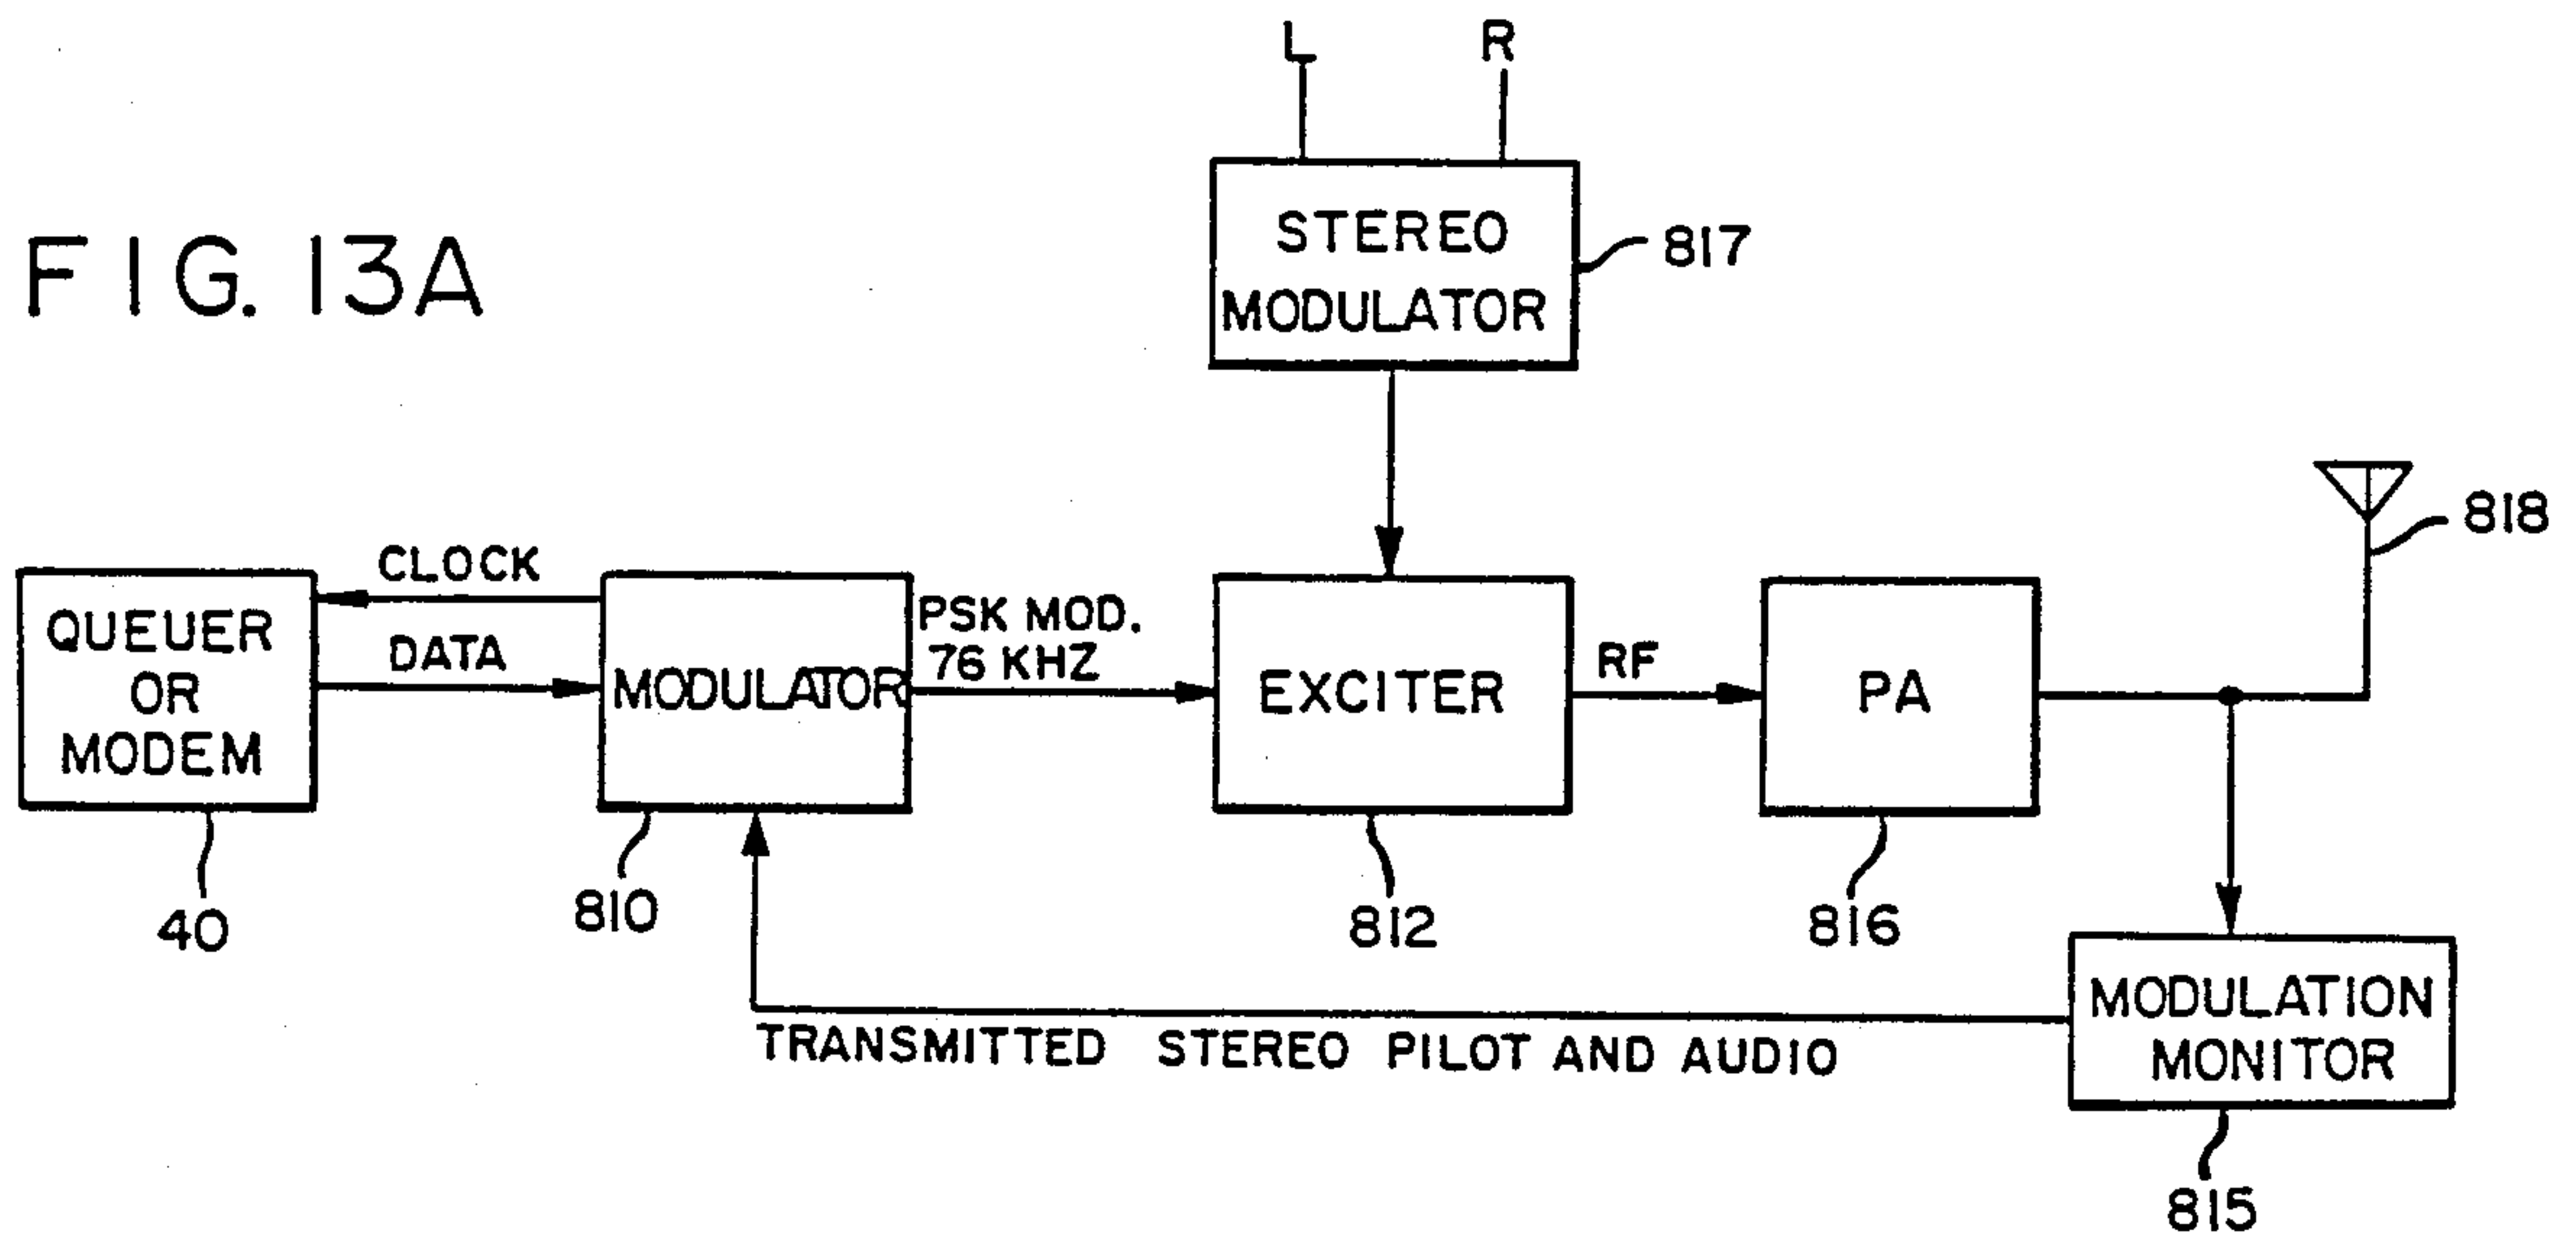 L
R
FIG. 13A
STEREO
MODULATOR
817
818
CLOCK
DATA
QUEUER
OR
MODEM
40
MODULATOR
810
PSK MOD.
76 KHZ
EXCITER
812
RF
PA
816
TRANSMITTED STEREO PILOT AND AUDIO
MODULATION
MONITOR
815